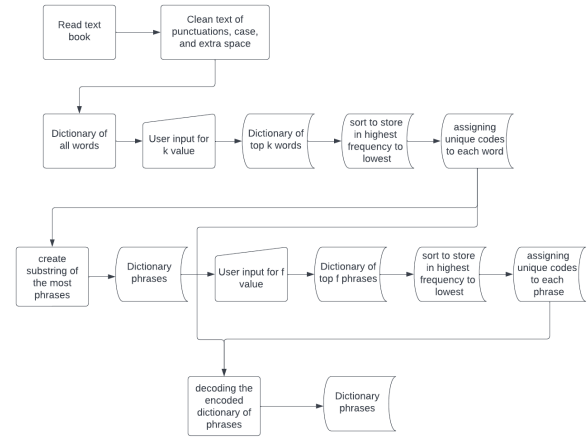 Read text
book
Clean text of
punctuations, case,
and extra space
Dictionary of
all words
User input for
k value
Dictionary of
top k words
sort to store
in highest
frequency to
lowest
assigning
unique codes
to each word
create
substring of
the most
phrases
Dictionary
phrases
User input for f
value
Dictionary of
top f phrases
sort to store
in highest
frequency to
lowest
assigning
unique codes
to each
phrase
decoding the
encoded
dictionary of
phrases
Dictionary
phrases